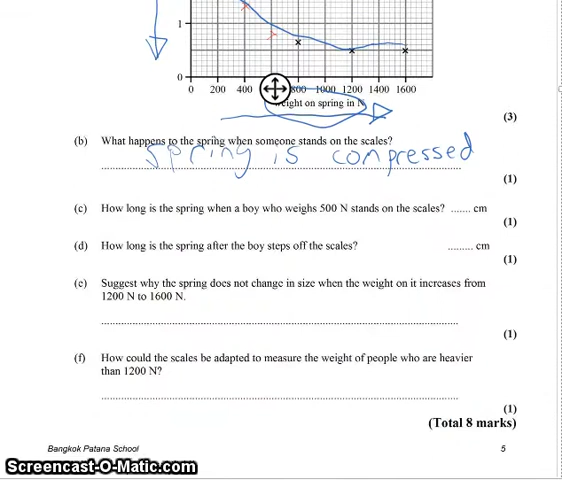 1
0
0 200 400 800 1000 1200 1400 1600
weight on spring in N
(3)
(b) What happens to the spring when someone stands on the scales?
spring is compressed
(1)
(c) How long is the spring when a boy who weighs 500 N stands on the scales? ....... cm
(1)
(d) How long is the spring after the boy steps off the scales? ......... cm
(1)
(e) Suggest why the spring does not change in size when the weight on it increases from
1200 N to 1600 N.
(1)
(f) How could the scales be adapted to measure the weight of people who are heavier
than 1200 N?
(1)
(Total 8 marks)
Bangkok Patana School 5
Screencast-O-Matic.com